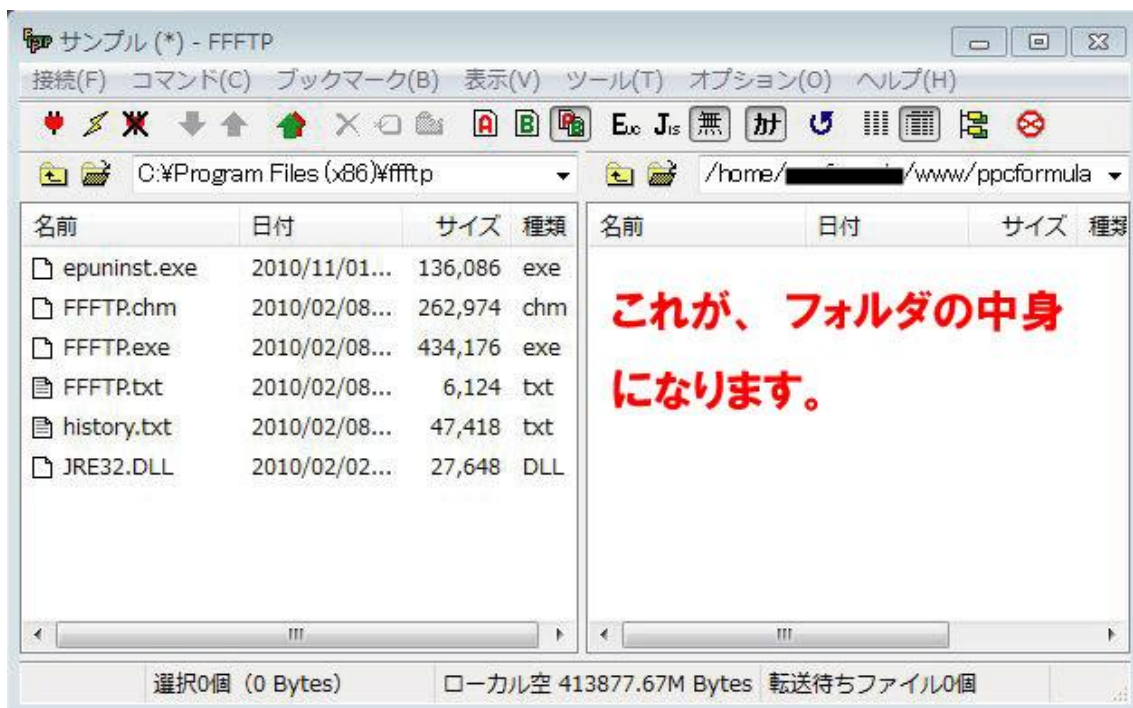 サンプル (*) - FFFTP
接続(F) コマンド(C) ブックマーク(B) 表示(V) ツール(T) オプション(O) ヘルプ(H)
A B Euc Jis 無 カナ
C:¥Program Files (x86)¥ffftp
/home/ /www/ppcformula
名前 日付 サイズ 種類
epuninst.exe 2010/11/01... 136,086 exe
FFFTP.chm 2010/02/08... 262,974 chm
FFFTP.exe 2010/02/08... 434,176 exe
FFFTP.txt 2010/02/08... 6,124 txt
history.txt 2010/02/08... 47,418 txt
JRE32.DLL 2010/02/02... 27,648 DLL
名前 日付 サイズ 種類
これが、フォルダの中身
になります。
選択0個 (0 Bytes) ローカル空 413877.67M Bytes 転送待ちファイル0個